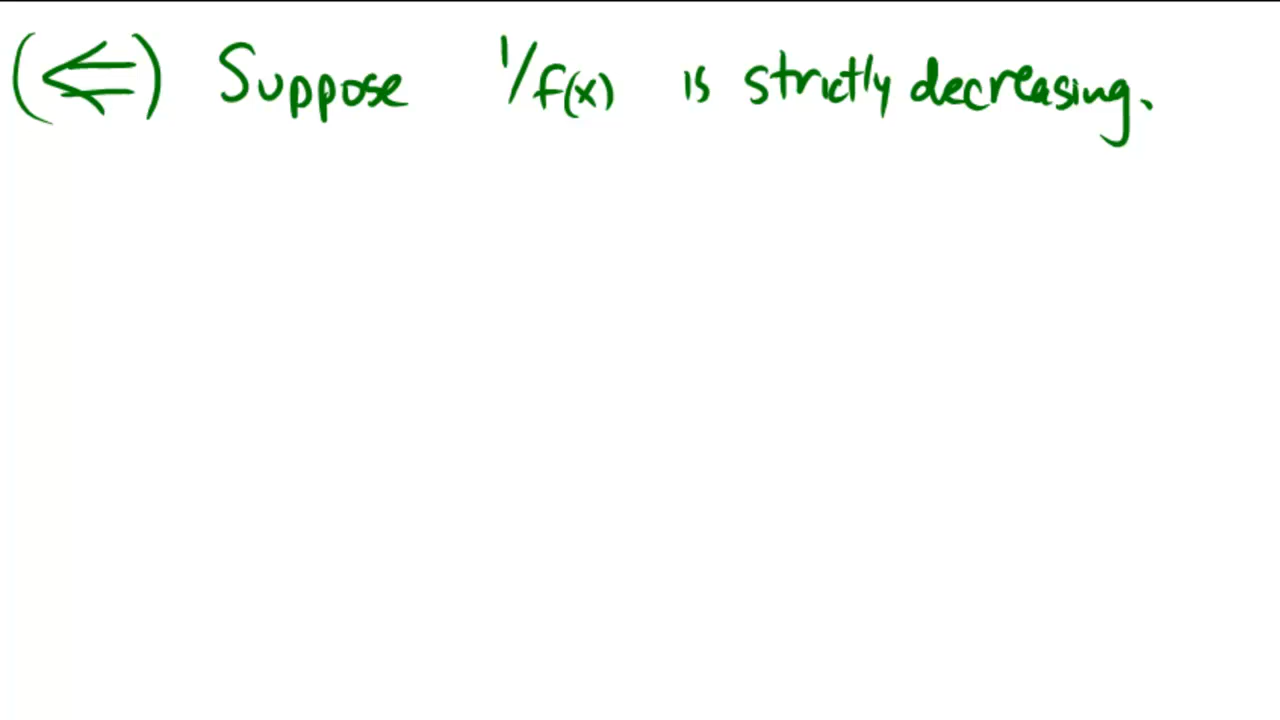 (⇐) Suppose 1/f(x) is strictly decreasing.